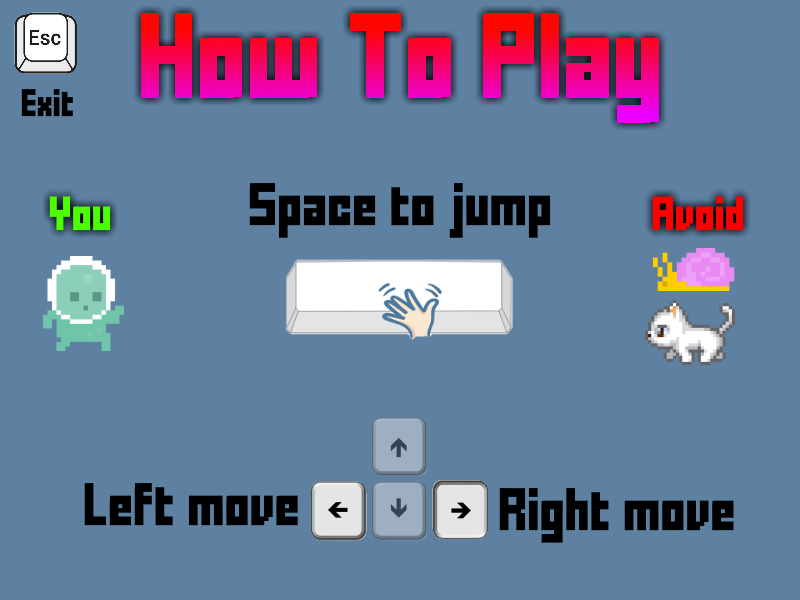 Esc
How To Play
Exit
You
Space to jump
Avoid
↑
Left move ← ↓ → Right move